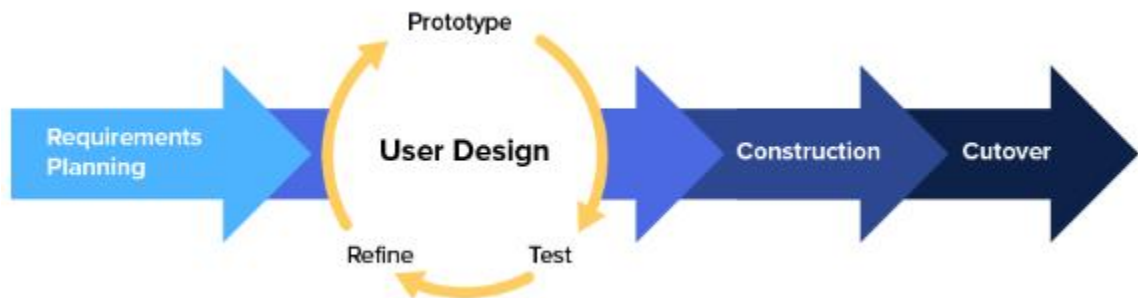 Prototype
Requirements
Planning
User Design
Construction
Cutover
Refine
Test